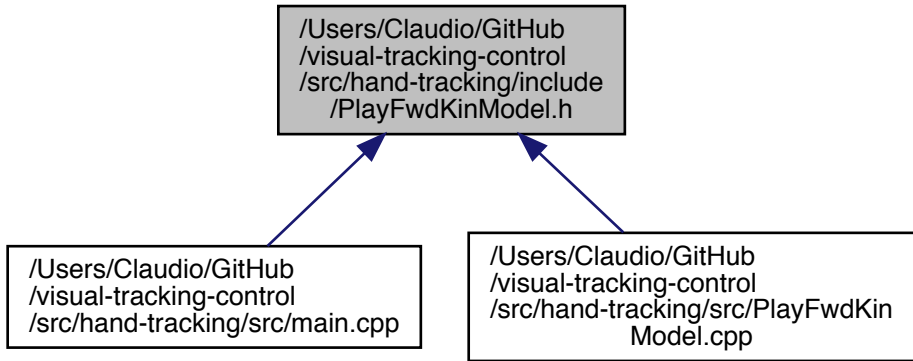 /Users/Claudio/GitHub
/visual-tracking-control
/src/hand-tracking/include
/PlayFwdKinModel.h
/Users/Claudio/GitHub
/visual-tracking-control
/src/hand-tracking/src/main.cpp
/Users/Claudio/GitHub
/visual-tracking-control
/src/hand-tracking/src/PlayFwdKin
Model.cpp